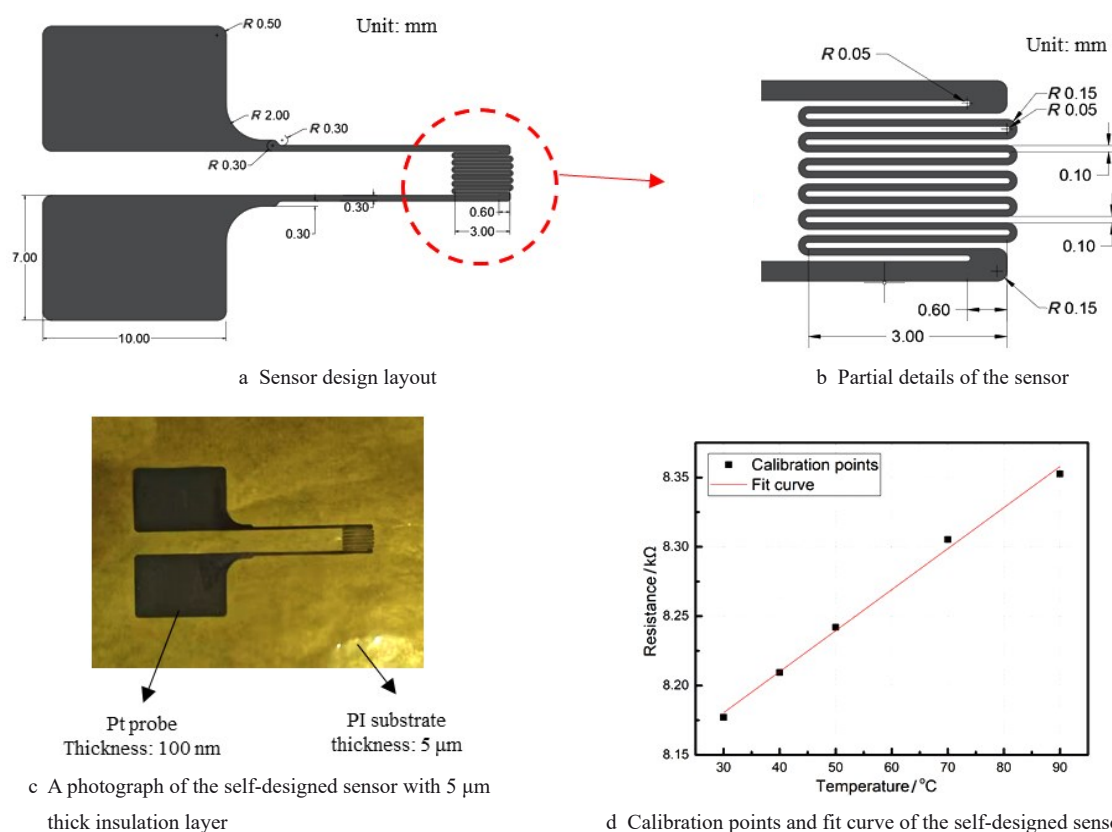 Unit: mm
R 0.50
R 2.00
R 0.30
R 0.30
0.30
0.30
0.60
3.00
7.00
10.00
a Sensor design layout
Unit: mm
R 0.05
R 0.15
R 0.05
0.10
0.10
0.60
R 0.15
3.00
b Partial details of the sensor
Pt probe
Thickness: 100 nm
PI substrate
thickness: 5 μm
c A photograph of the self-designed sensor with 5 μm
thick insulation layer
Calibration points
Fit curve
Resistance/kΩ
8.35
8.30
8.25
8.20
8.15
30 40 50 60 70 80 90
Temperature/°C
d Calibration points and fit curve of the self-designed senso